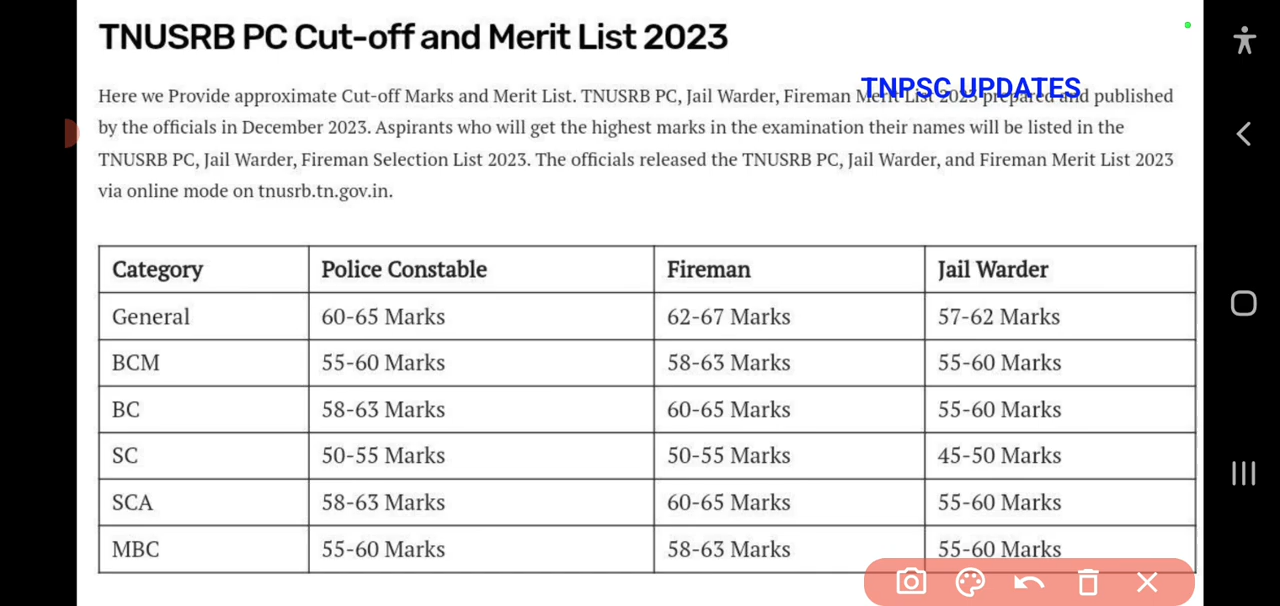 TNUSRB PC Cut-off and Merit List 2023
TNPSC UPDATES
Here we Provide approximate Cut-off Marks and Merit List. TNUSRB PC, Jail Warder, Fireman Merit List 2023 prepared and published
by the officials in December 2023. Aspirants who will get the highest marks in the examination their names will be listed in the
TNUSRB PC, Jail Warder, Fireman Selection List 2023. The officials released the TNUSRB PC, Jail Warder, and Fireman Merit List 2023
via online mode on tnusrb.tn.gov.in.
Category Police Constable Fireman Jail Warder
General 60-65 Marks 62-67 Marks 57-62 Marks
BCM 55-60 Marks 58-63 Marks 55-60 Marks
BC 58-63 Marks 60-65 Marks 55-60 Marks
SC 50-55 Marks 50-55 Marks 45-50 Marks
SCA 58-63 Marks 60-65 Marks 55-60 Marks
MBC 55-60 Marks 58-63 Marks 55-60 Marks